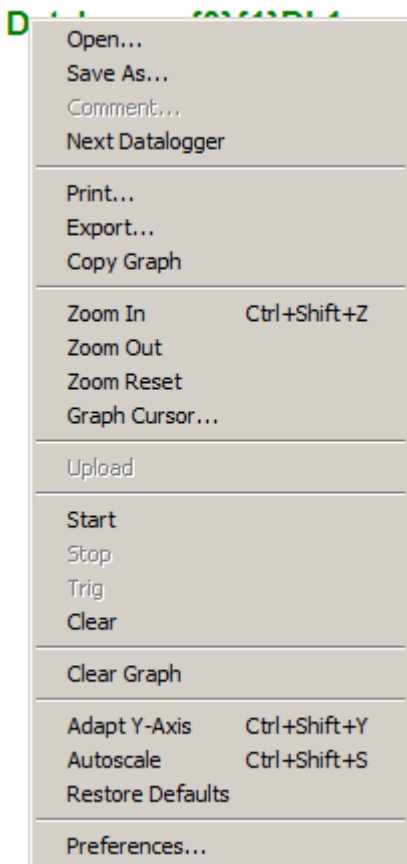 Open...
Save As...
Comment...
Next Datalogger
Print...
Export...
Copy Graph
Zoom In Ctrl+Shift+Z
Zoom Out
Zoom Reset
Graph Cursor...
Upload
Start
Stop
Trig
Clear
Clear Graph
Adapt Y-Axis Ctrl+Shift+Y
Autoscale Ctrl+Shift+S
Restore Defaults
Preferences...